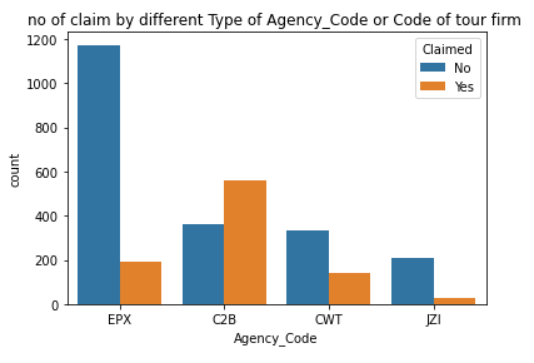 no of claim by different Type of Agency_Code or Code of tour firm
Claimed
No
Yes
1200
1000
800
600
400
200
0
count
EPX C2B CWT JZI
Agency_Code